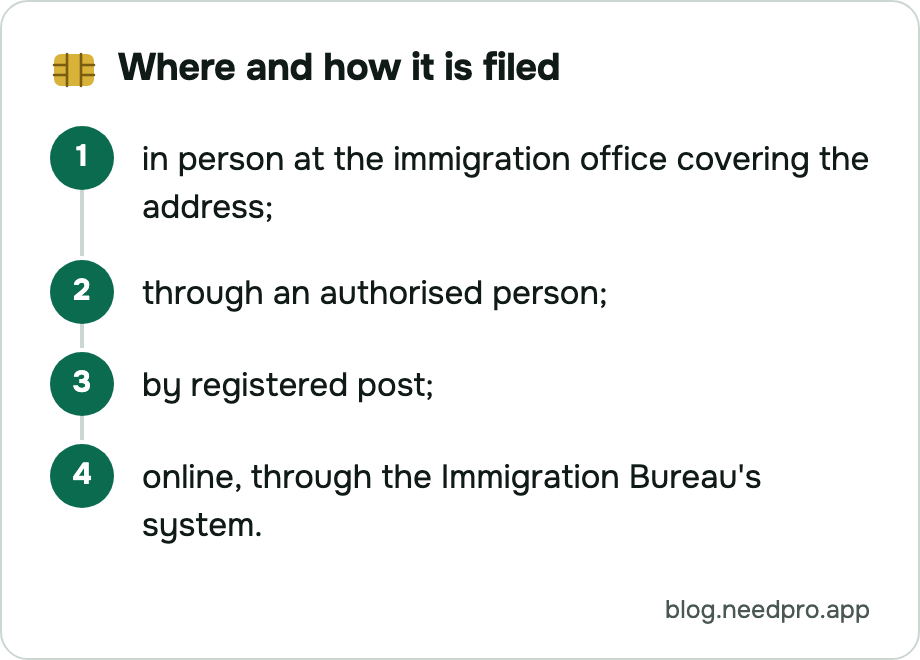 Where and how it is filed
1
in person at the immigration office covering the
address;
2
through an authorised person;
3
by registered post;
4
online, through the Immigration Bureau's
system.
blog.needpro.app